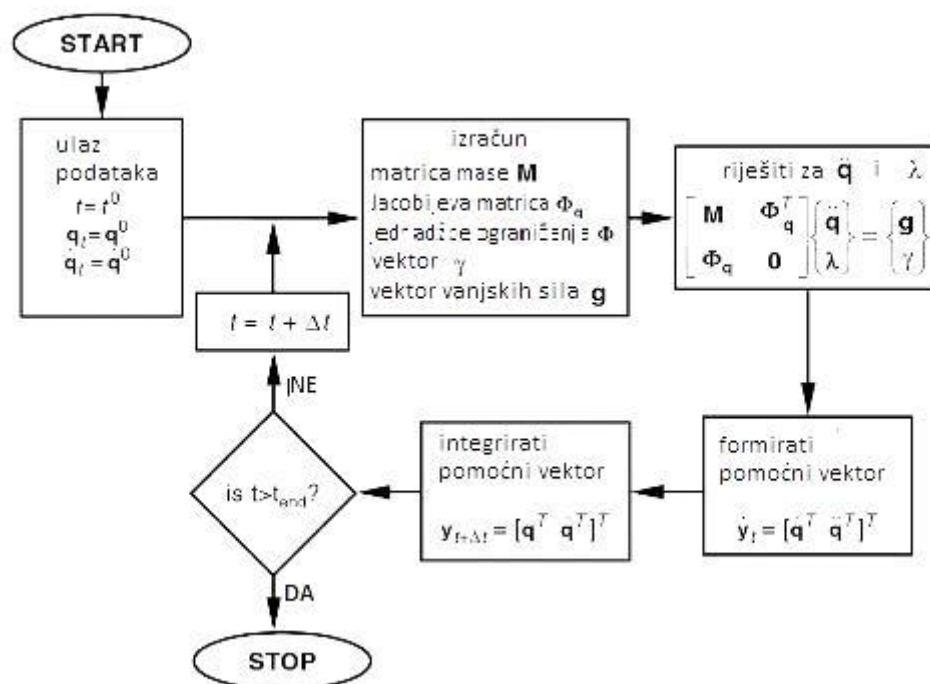 START
ulaz
podataka
t = t⁰
q_t = q⁰
q̇_t = q̇⁰
izračun
matrica mase M
Jacobijeva matrica Φ_q
jednadžce ograničenja Φ
vektor γ
vektor vanjskih sila g
riješiti za q̈ i λ
[M Φ_q^T; Φ_q 0] {q̈; λ} = {g; γ}
formirati
pomoćni vektor
ẏ_t = [q̇^T q̈^T]^T
integrirati
pomoćni vektor
y_{t+Δt} = [q^T q̇^T]^T
is t>t_end?
NE
t = t + Δt
DA
STOP